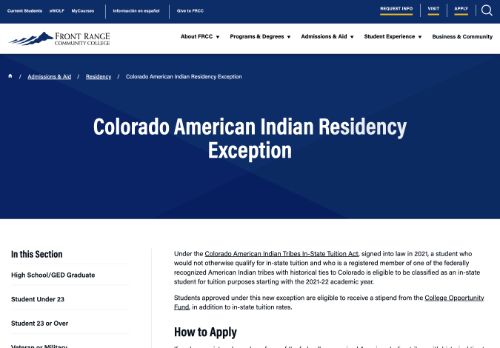 Current Students eWOLF MyCourses Información en español Give to FRCC REQUEST INFO VISIT APPLY
FRONT RANGE
COMMUNITY COLLEGE
About FRCC ▼ Programs & Degrees ▼ Admissions & Aid ▼ Student Experience ▼ Business & Community
/ Admissions & Aid / Residency / Colorado American Indian Residency Exception
Colorado American Indian Residency
Exception
In this Section
High School/GED Graduate
Student Under 23
Student 23 or Over
Veteran or Military
Under the Colorado American Indian Tribes In-State Tuition Act, signed into law in 2021, a student who
would not otherwise qualify for in-state tuition and who is a registered member of one of the federally
recognized American Indian tribes with historical ties to Colorado is eligible to be classified as an in-state
student for tuition purposes starting with the 2021-22 academic year.
Students approved under this new exception are eligible to receive a stipend from the College Opportunity
Fund, in addition to in-state tuition rates.
How to Apply